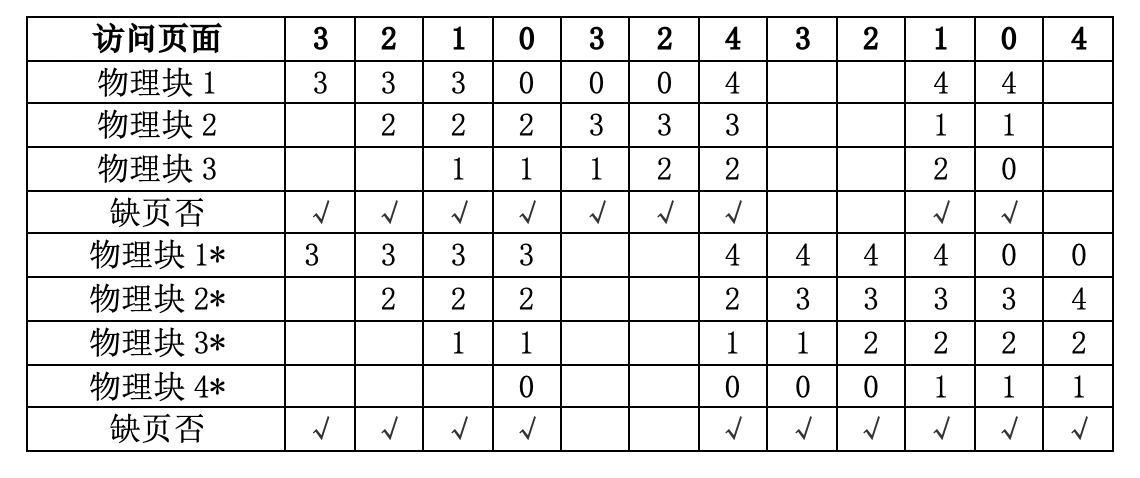 访问页面 3 2 1 0 3 2 4 3 2 1 0 4
物理块 1 3 3 3 0 0 0 4 4 4
物理块 2 2 2 2 3 3 3 1 1
物理块 3 1 1 1 2 2 2 0
缺页否 √ √ √ √ √ √ √ √ √
物理块 1* 3 3 3 3 4 4 4 4 0 0
物理块 2* 2 2 2 2 3 3 3 3 4
物理块 3* 1 1 1 1 2 2 2 2
物理块 4* 0 0 0 0 1 1 1
缺页否 √ √ √ √ √ √ √ √ √ √